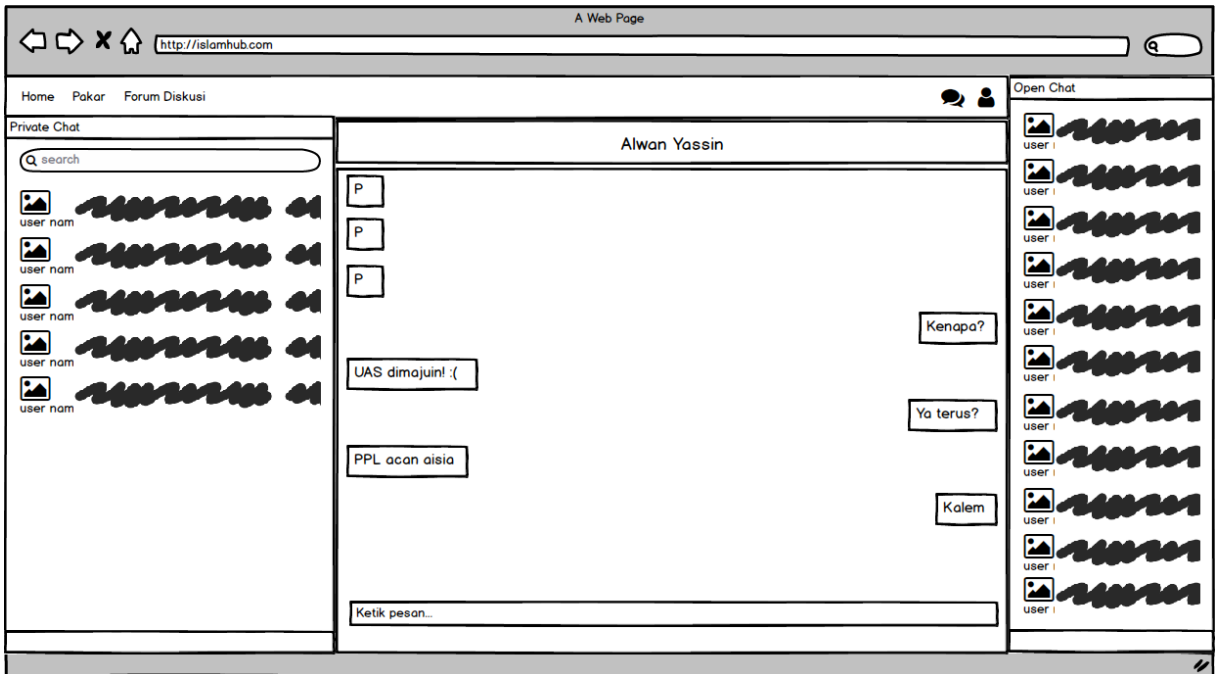 A Web Page
http://islamhub.com
Home Pakar Forum Diskusi
Private Chat
search
user nam
user nam
user nam
user nam
user nam
Alwan Yassin
P
P
P
Kenapa?
UAS dimajuin! :(
Ya terus?
PPL acan aisia
Kalem
Ketik pesan...
Open Chat
user
user
user
user
user
user
user
user
user
user
user